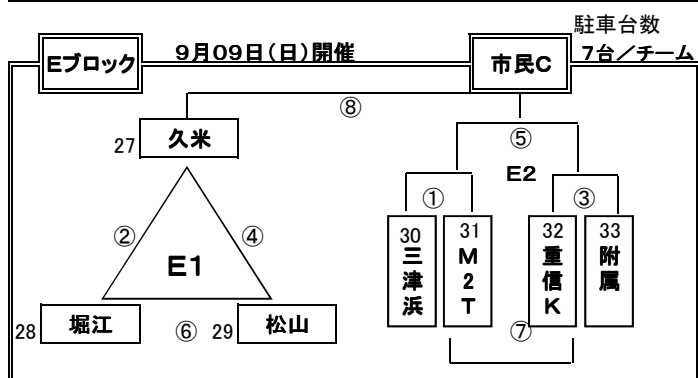 駐車台数
Eブロック
9月09日(日)開催
市民C
7台/チーム
⑧
27
久米
⑤
E2
①
③
②
④
E1
30
三津浜
31
M2T
32
重信K
33
附属
28
堀江
⑥
29
松山
⑦